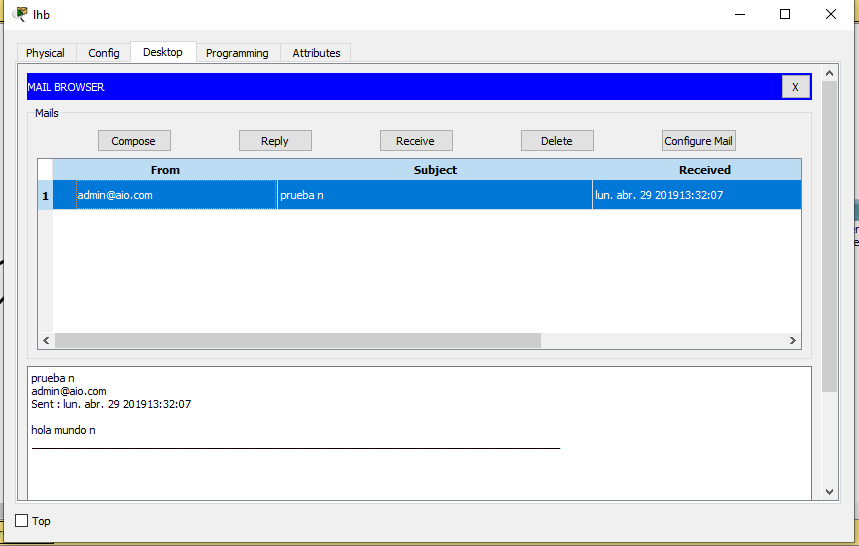 lhb
Physical Config Desktop Programming Attributes
MAIL BROWSER X
Mails
Compose Reply Receive Delete Configure Mail
From Subject Received
1 admin@aio.com prueba n lun. abr. 29 201913:32:07
prueba n
admin@aio.com
Sent : lun. abr. 29 201913:32:07
hola mundo n
Top